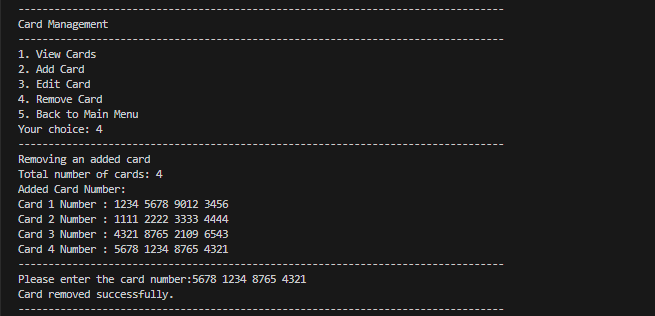 ---------------------------------------------------------------------------------
Card Management
---------------------------------------------------------------------------------
1. View Cards
2. Add Card
3. Edit Card
4. Remove Card
5. Back to Main Menu
Your choice: 4
---------------------------------------------------------------------------------
Removing an added card
Total number of cards: 4
Added Card Number:
Card 1 Number : 1234 5678 9012 3456
Card 2 Number : 1111 2222 3333 4444
Card 3 Number : 4321 8765 2109 6543
Card 4 Number : 5678 1234 8765 4321
---------------------------------------------------------------------------------
Please enter the card number:5678 1234 8765 4321
Card removed successfully.
---------------------------------------------------------------------------------